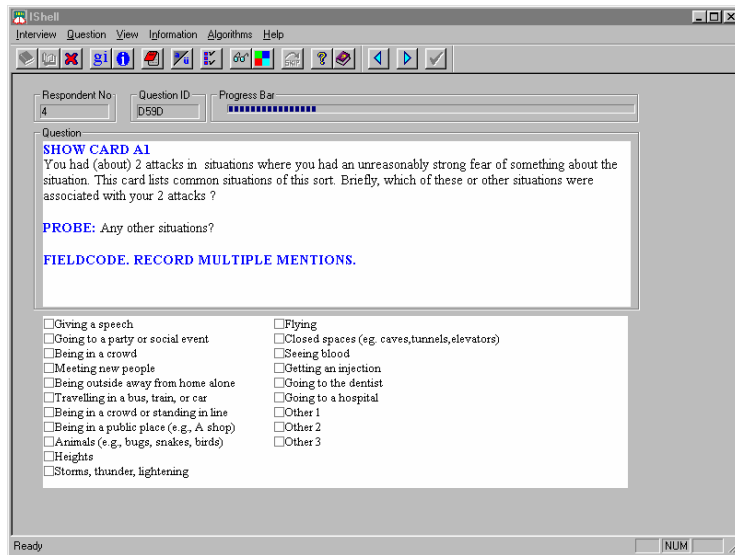 IShell
Interview Question View Information Algorithms Help
gi i SKIP ?
Respondent No Question ID Progress Bar
4 D59D
Question
SHOW CARD A1
You had (about) 2 attacks in situations where you had an unreasonably strong fear of something about the
situation. This card lists common situations of this sort. Briefly, which of these or other situations were
associated with your 2 attacks ?
PROBE: Any other situations?
FIELDCODE. RECORD MULTIPLE MENTIONS.
Giving a speech
Going to a party or social event
Being in a crowd
Meeting new people
Being outside away from home alone
Travelling in a bus, train, or car
Being in a crowd or standing in line
Being in a public place (e.g., A shop)
Animals (e.g., bugs, snakes, birds)
Heights
Storms, thunder, lightening
Flying
Closed spaces (eg. caves,tunnels,elevators)
Seeing blood
Getting an injection
Going to the dentist
Going to a hospital
Other 1
Other 2
Other 3
Ready NUM